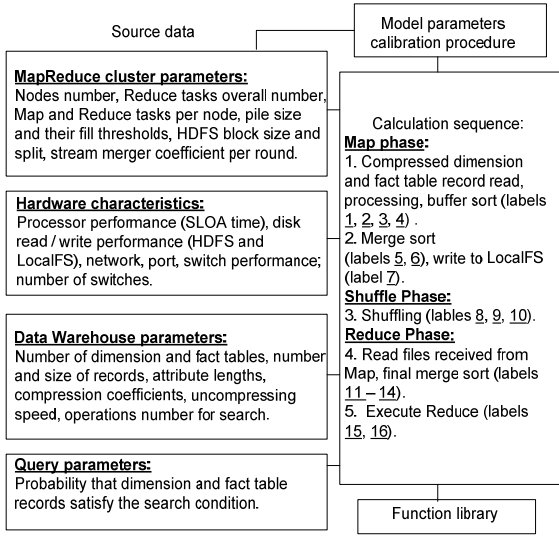 Source data
Model parameters
calibration procedure
MapReduce cluster parameters:
Nodes number, Reduce tasks overall number,
Map and Reduce tasks per node, pile size
and their fill thresholds, HDFS block size and
split, stream merger coefficient per round.
Hardware characteristics:
Processor performance (SLOA time), disk
read / write performance (HDFS and
LocalFS), network, port, switch performance;
number of switches.
Data Warehouse parameters:
Number of dimension and fact tables, number
and size of records, attribute lengths,
compression coefficients, uncompressing
speed, operations number for search.
Query parameters:
Probability that dimension and fact table
records satisfy the search condition.
Calculation sequence:
Map phase:
1. Compressed dimension
and fact table record read,
processing, buffer sort (labels
1, 2, 3, 4) .
2. Merge sort
(labels 5, 6), write to LocalFS
(label 7).
Shuffle Phase:
3. Shuffling (lables 8, 9, 10).
Reduce Phase:
4. Read files received from
Map, final merge sort (labels
11 – 14).
5. Execute Reduce (labels
15, 16).
Function library